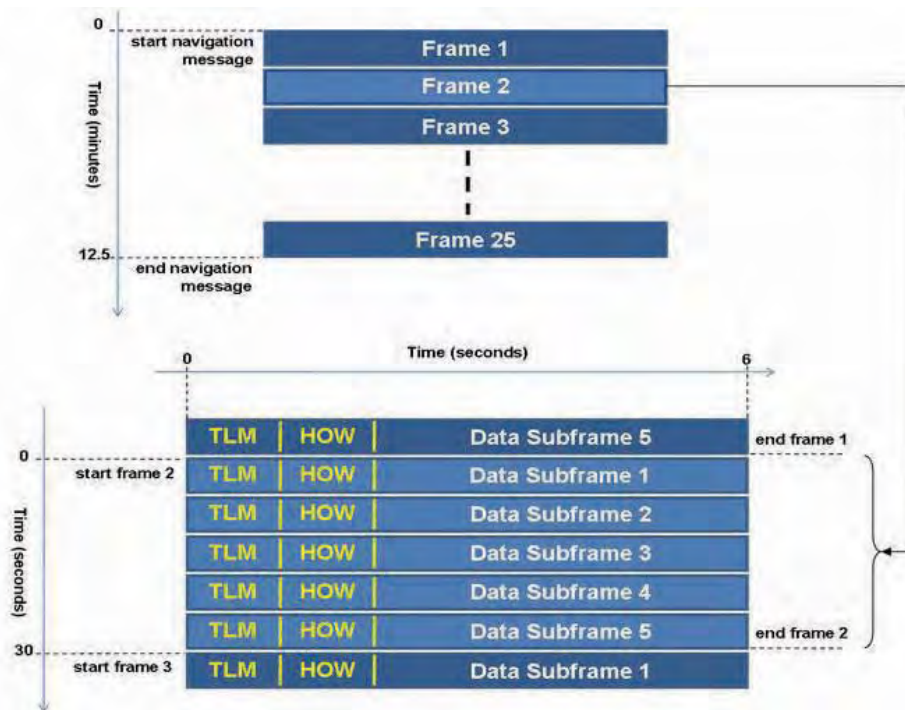 0
start navigation
message
Time (minutes)
Frame 1
Frame 2
Frame 3
Frame 25
12.5
end navigation
message
Time (seconds)
0
6
TLM | HOW | Data Subframe 5
end frame 1
0
start frame 2
TLM | HOW | Data Subframe 1
TLM | HOW | Data Subframe 2
Time (seconds)
TLM | HOW | Data Subframe 3
TLM | HOW | Data Subframe 4
TLM | HOW | Data Subframe 5
end frame 2
30
start frame 3
TLM | HOW | Data Subframe 1